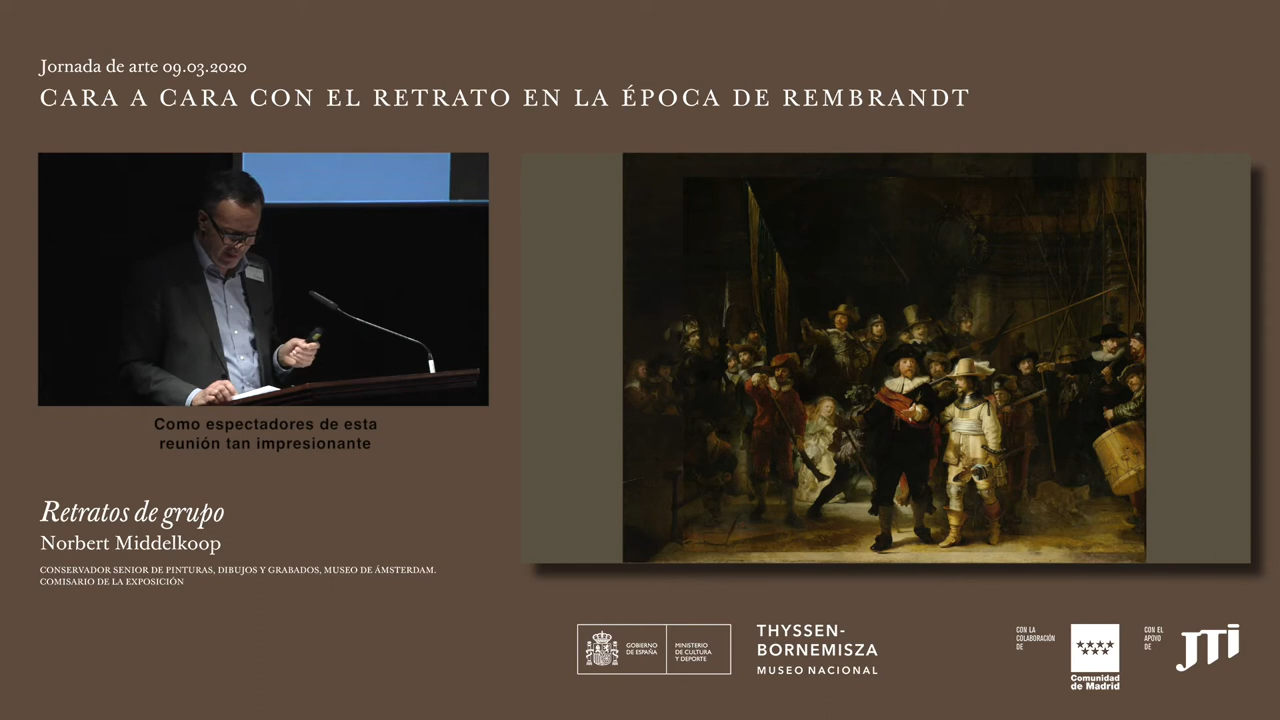 Jornada de arte 09.03.2020
CARA A CARA CON EL RETRATO EN LA ÉPOCA DE REMBRANDT
Como espectadores de esta
reunión tan impresionante
Retratos de grupo
Norbert Middelkoop
CONSERVADOR SENIOR DE PINTURAS, DIBUJOS Y GRABADOS, MUSEO DE ÁMSTERDAM.
COMISARIO DE LA EXPOSICIÓN
GOBIERNO
DE ESPAÑA
MINISTERIO
DE CULTURA
Y DEPORTE
THYSSEN-
BORNEMISZA
MUSEO NACIONAL
CON LA
COLABORACIÓN
DE
Comunidad
de Madrid
CON EL
APOYO
DE
JTi